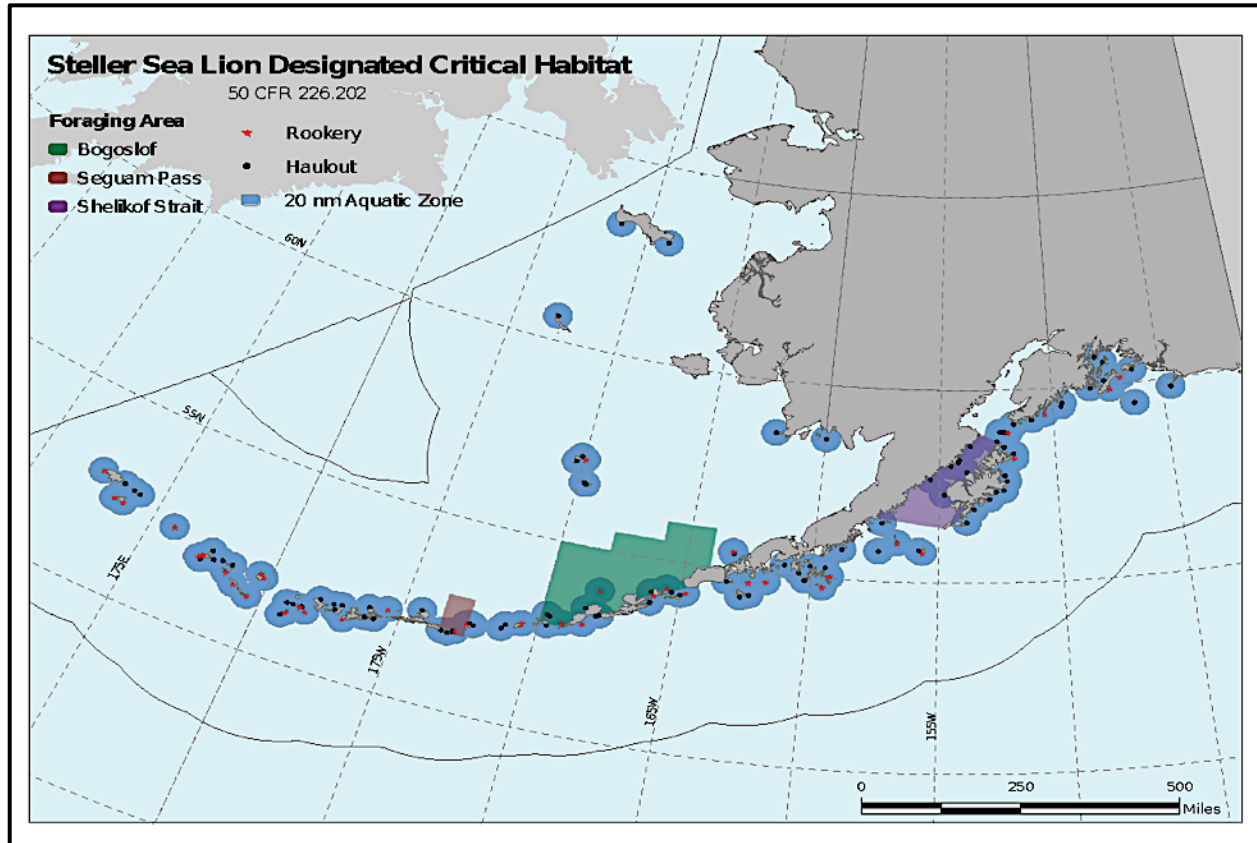 Steller Sea Lion Designated Critical Habitat
50 CFR 226.202
Foraging Area
Bogoslof
Seguam Pass
Shelikof Strait
Rookery
Haulout
20 nm Aquatic Zone
60N
55N
175E
175W
165W
155W
0 250 500
Miles